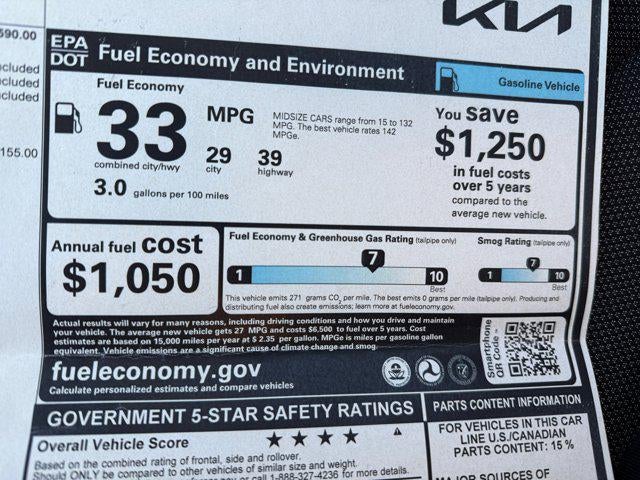 KIA
590.00
cluded
cluded
cluded
155.00
EPA
DOT
Fuel Economy and Environment
Gasoline Vehicle
Fuel Economy
33
MPG
combined city/hwy
29
city
39
highway
3.0 gallons per 100 miles
MIDSIZE CARS range from 15 to 132
MPG. The best vehicle rates 142
MPGe.
You save
$1,250
in fuel costs
over 5 years
compared to the
average new vehicle.
Annual fuel cost
$1,050
Fuel Economy & Greenhouse Gas Rating (tailpipe only)
7
1
10
Best
Smog Rating (tailpipe only)
7
1
10
Best
This vehicle emits 271 grams CO2 per mile. The best emits 0 grams per mile (tailpipe only). Producing and
distributing fuel also create emissions; learn more at fueleconomy.gov.
Actual results will vary for many reasons, including driving conditions and how you drive and maintain
your vehicle. The average new vehicle gets 27 MPG and costs $6,500 to fuel over 5 years. Cost
estimates are based on 15,000 miles per year at $ 2.35 per gallon. MPGe is miles per gasoline gallon
equivalent. Vehicle emissions are a significant cause of climate change and smog.
Smartphone
QR Code
fueleconomy.gov
Calculate personalized estimates and compare vehicles
GOVERNMENT 5-STAR SAFETY RATINGS
Overall Vehicle Score ★ ★ ★ ★
Based on the combined rating of frontal, side and rollover.
Should ONLY be compared to other vehicles of similar size and weight.
or call 1-888-327-4236 for more details.
PARTS CONTENT INFORMATION
FOR VEHICLES IN THIS CAR
LINE U.S./CANADIAN
PARTS CONTENT: 15 %
MAJOR SOURCES OF